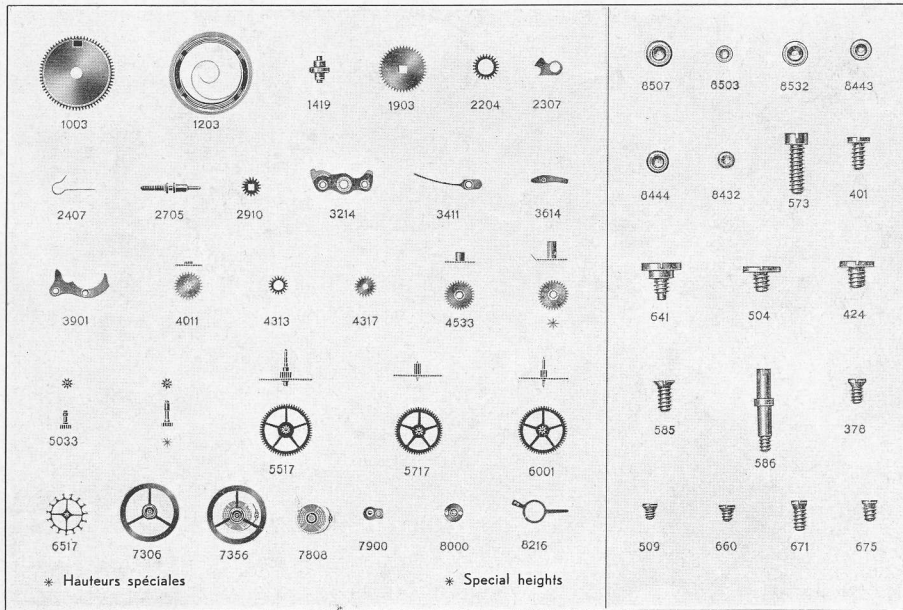 1003 1203 1419 1903 2204 2307
2407 2705 2910 3214 3411 3614
3901 4011 4313 4317 4533 *
5033 * 5517 5717 6001
6517 7306 7356 7808 7900 8000 8216
* Hauteurs spéciales * Special heights
8507 8503 8532 8443
8444 8432 573 401
641 504 424
585 586 378
509 660 671 675